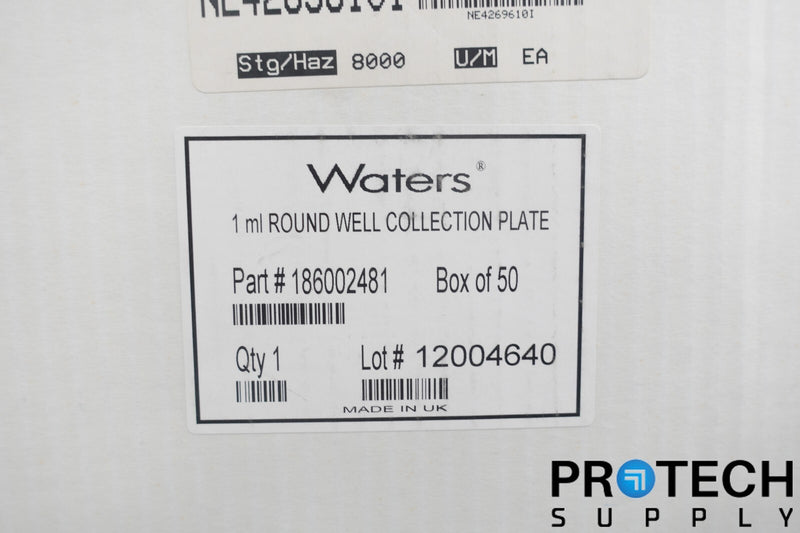 NE4269610I
Stg/Haz 8000 U/M EA
Waters®
1 ml ROUND WELL COLLECTION PLATE
Part # 186002481 Box of 50
Qty 1 Lot # 12004640
MADE IN UK
PROTECH
SUPPLY